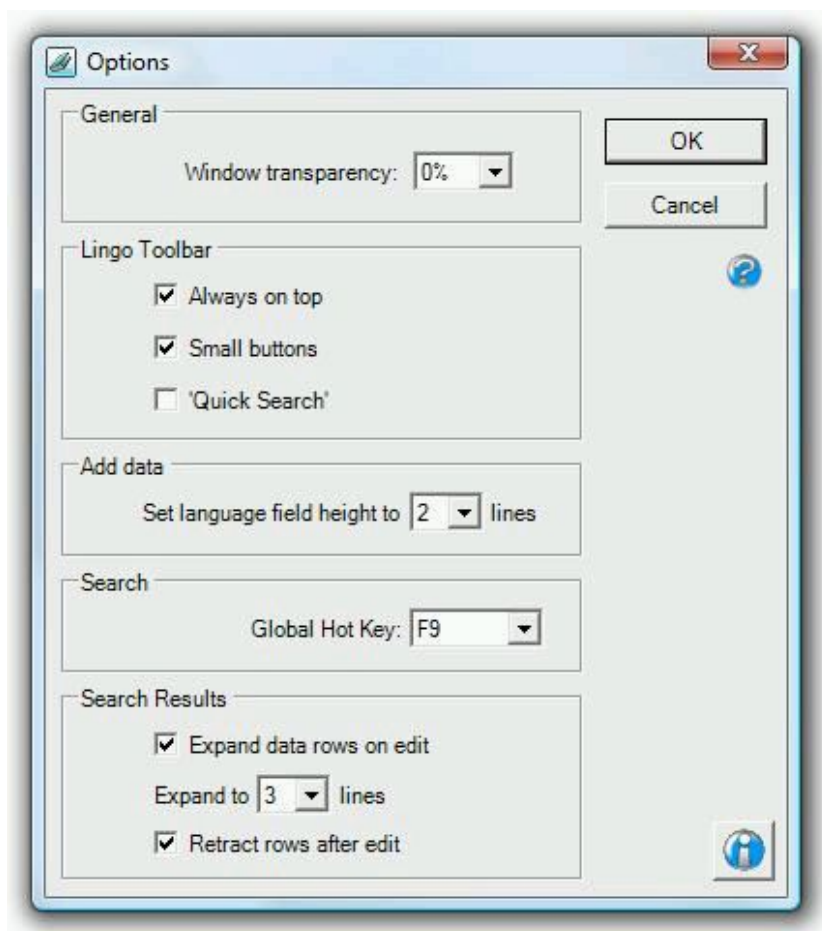 Options
General
Window transparency: 0%
OK
Cancel
Lingo Toolbar
Always on top
Small buttons
'Quick Search'
Add data
Set language field height to 2 lines
Search
Global Hot Key: F9
Search Results
Expand data rows on edit
Expand to 3 lines
Retract rows after edit